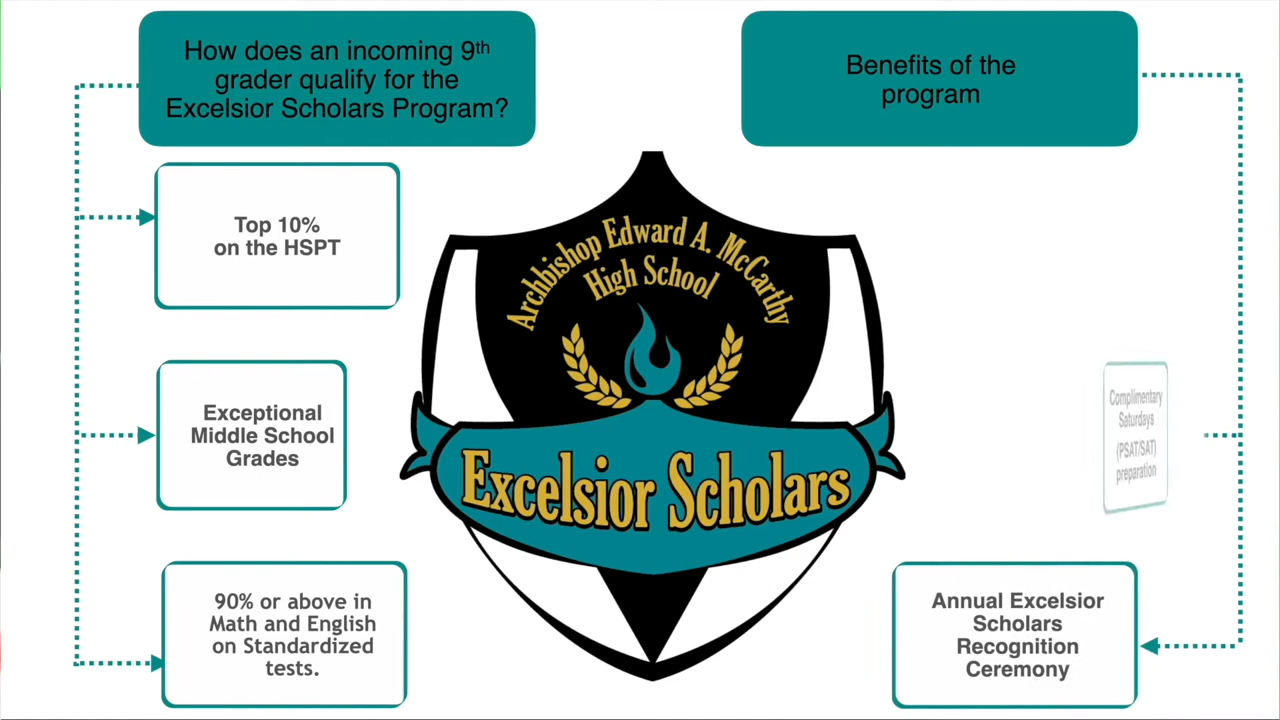 How does an incoming 9th
grader qualify for the
Excelsior Scholars Program?
Top 10%
on the HSPT
Exceptional
Middle School
Grades
90% or above in
Math and English
on Standardized
tests.
Archbishop Edward A. McCarthy
High School
Excelsior Scholars
Benefits of the
program
Complimentary
Saturdays
(PSAT/SAT)
preparation
Annual Excelsior
Scholars
Recognition
Ceremony